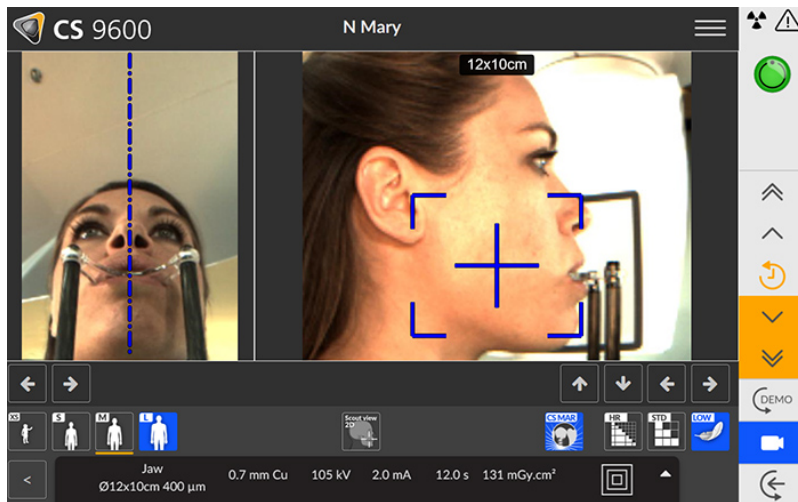 CS 9600
N Mary
12x10cm
DEMO
XS
S
M
L
Scout view
2D
CS MAR
HR
STD
LOW
<
Jaw
Ø12x10cm 400 µm
0.7 mm Cu
105 kV
2.0 mA
12.0 s
131 mGy.cm²